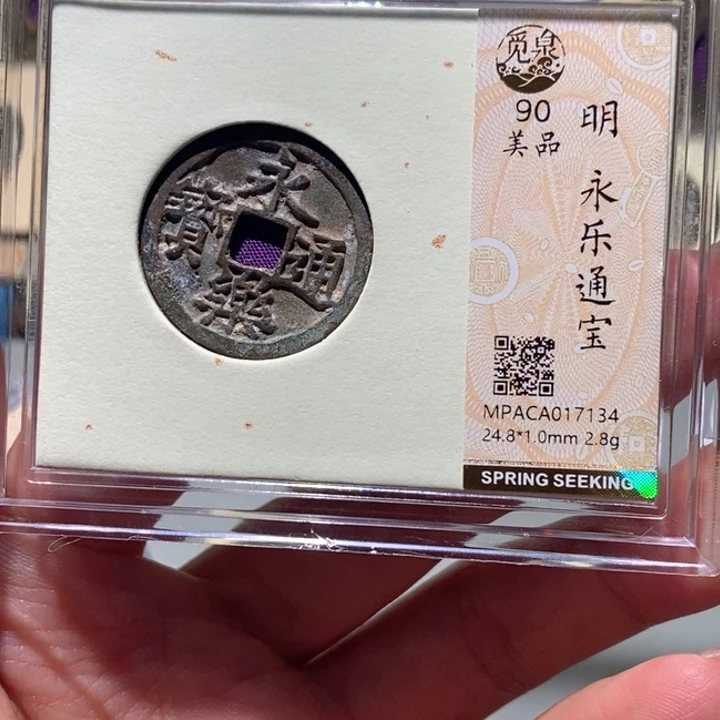 永樂通寶
觅泉
90
美品
明 永乐通宝
MPACA017134
24.8*1.0mm 2.8g
SPRING SEEKING